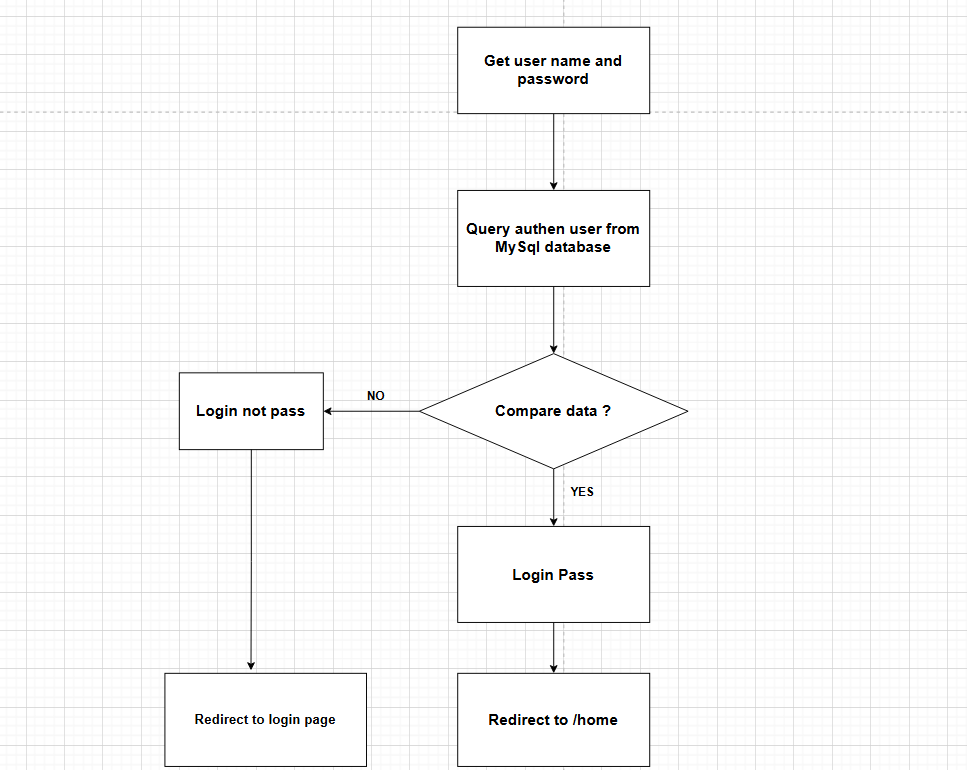 Get user name and
password
Query authen user from
MySql database
Compare data ?
NO
Login not pass
YES
Login Pass
Redirect to login page
Redirect to /home